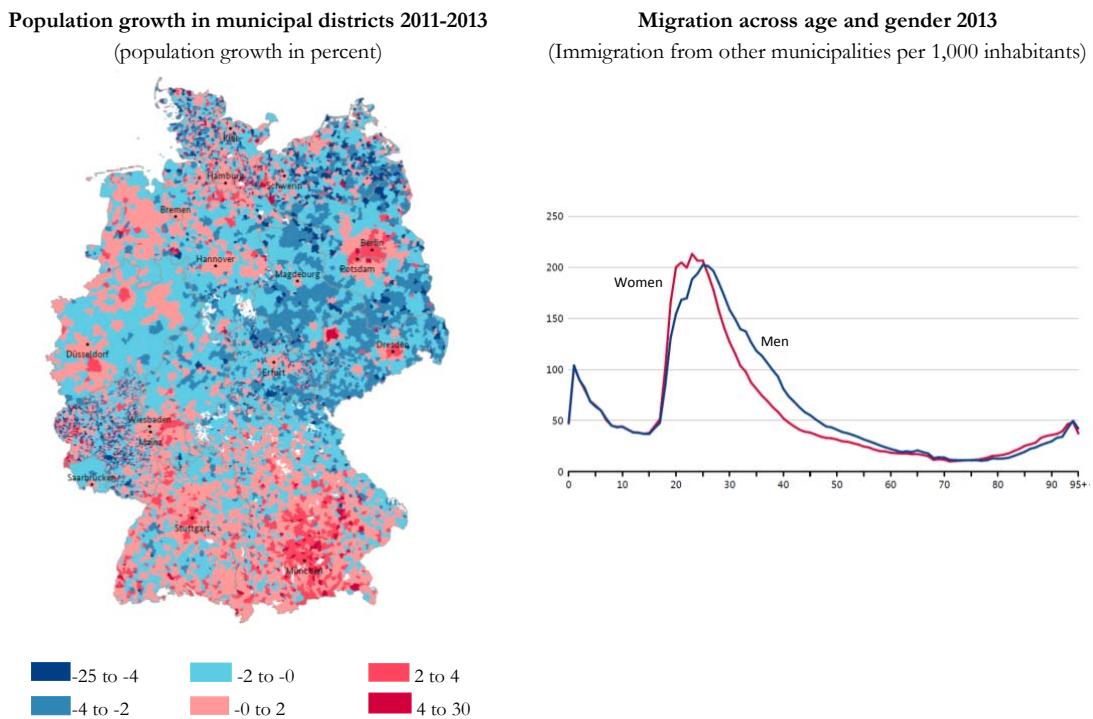 Population growth in municipal districts 2011-2013
(population growth in percent)
Kiel
Hamburg
Schwerin
Bremen
Berlin
Hannover
Potsdam
Magdeburg
Düsseldorf
Dresden
Erfurt
Wiesbaden
Mainz
Saarbrücken
Stuttgart
München
-25 to -4
-2 to -0
2 to 4
-4 to -2
-0 to 2
4 to 30
Migration across age and gender 2013
(Immigration from other municipalities per 1,000 inhabitants)
250
200
150
100
50
0
Women
Men
0 10 20 30 40 50 60 70 80 90 95+